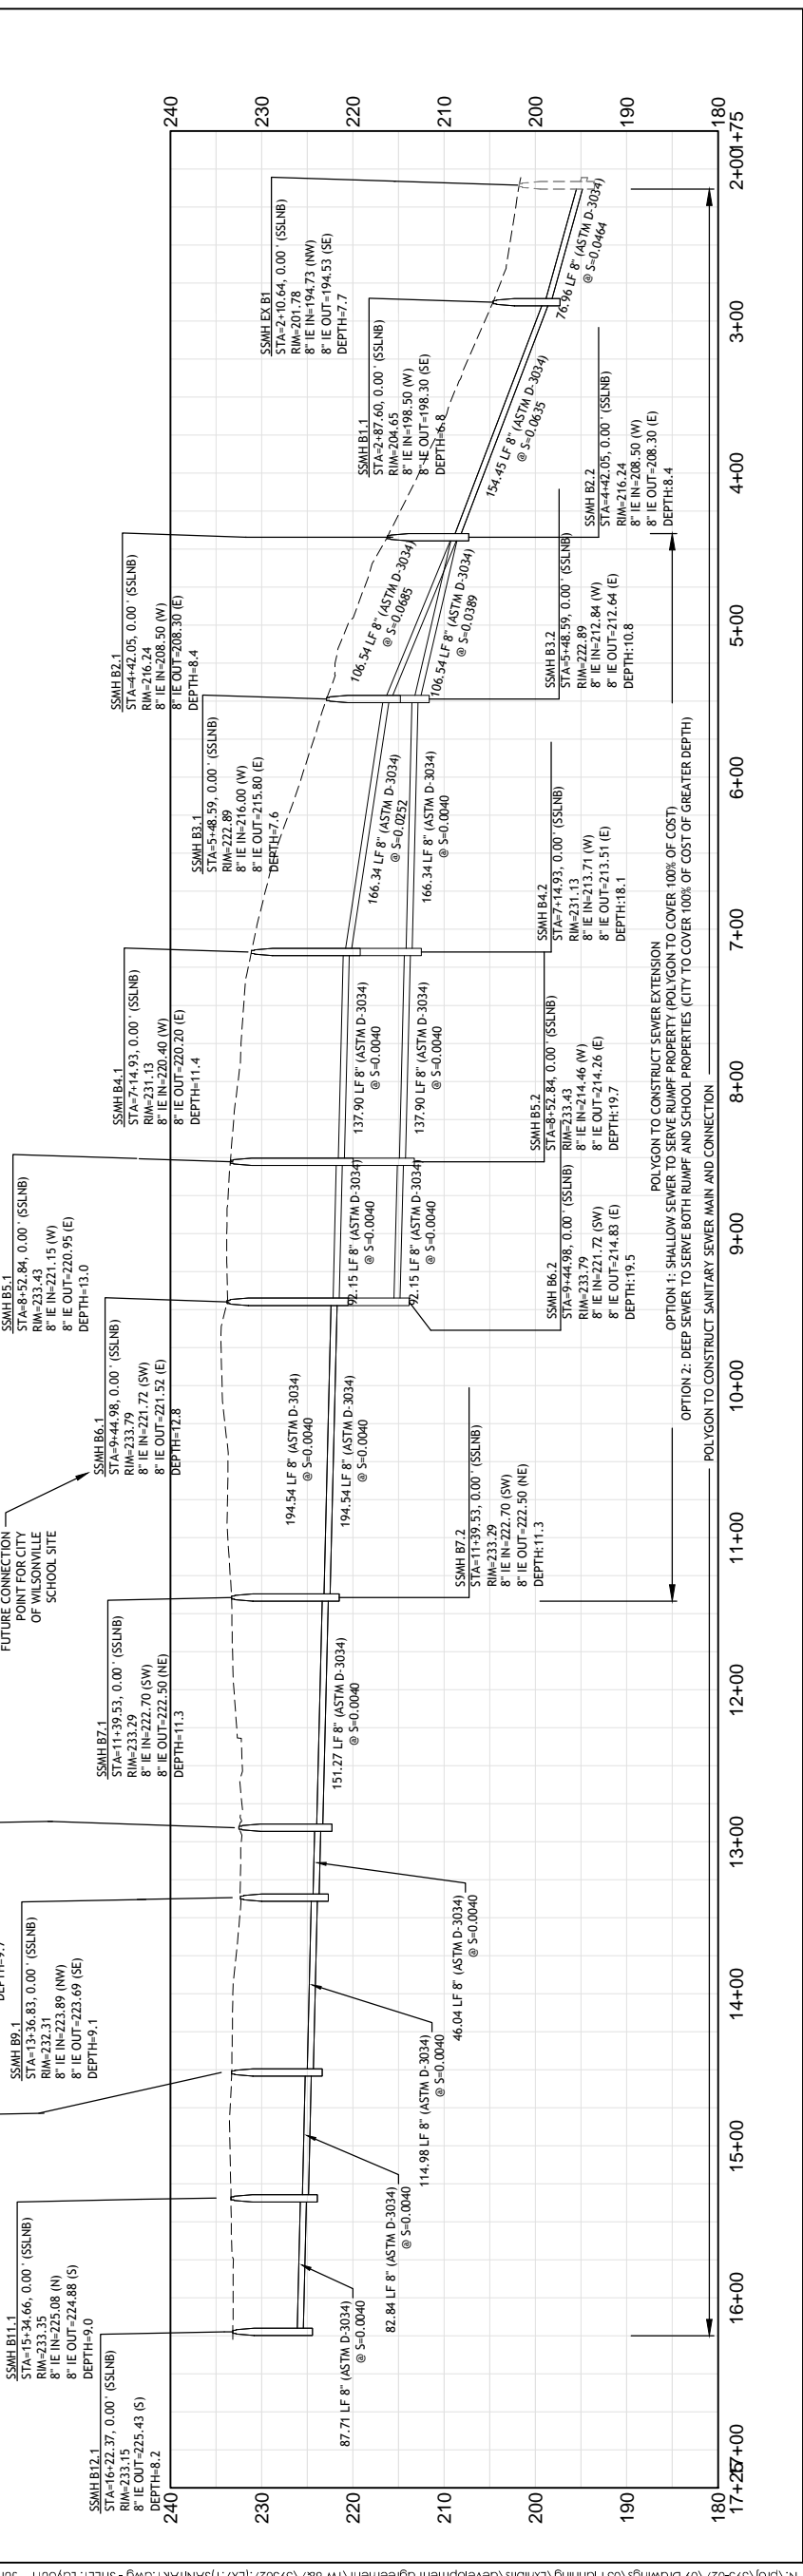 SSMH B12.1
STA=16+22.37, 0.00 ' (SSLNB)
RIM=233.15
8" IE OUT=225.43 (S)
DEPTH=8.2
SSMH B11.1
STA=15+34.66, 0.00 ' (SSLNB)
RIM=233.35
8" IE IN=225.08 (N)
8" IE OUT=224.88 (S)
DEPTH=9.0
SSMH B9.1
STA=13+36.83, 0.00 ' (SSLNB)
RIM=232.31
8" IE IN=223.89 (NW)
8" IE OUT=223.69 (SE)
DEPTH=9.1
SSMH B7.1
STA=11+39.53, 0.00 ' (SSLNB)
RIM=233.29
8" IE IN=222.70 (SW)
8" IE OUT=222.50 (NE)
DEPTH=11.3
FUTURE CONNECTION
POINT FOR CITY
OF WILSONVILLE
SCHOOL SITE
SSMH B6.1
STA=9+44.98, 0.00 ' (SSLNB)
RIM=233.79
8" IE IN=221.72 (SW)
8" IE OUT=221.52 (E)
DEPTH=12.8
SSMH B5.1
STA=8+52.84, 0.00 ' (SSLNB)
RIM=233.43
8" IE IN=221.15 (W)
8" IE OUT=220.95 (E)
DEPTH=13.0
SSMH B4.1
STA=7+14.93, 0.00 ' (SSLNB)
RIM=231.13
8" IE IN=220.40 (W)
8" IE OUT=220.20 (E)
DEPTH=11.4
SSMH B3.1
STA=5+48.59, 0.00 ' (SSLNB)
RIM=222.89
8" IE IN=216.00 (W)
8" IE OUT=215.80 (E)
DEPTH=7.6
SSMH B2.1
STA=4+42.05, 0.00 ' (SSLNB)
RIM=216.24
8" IE IN=208.50 (W)
8" IE OUT=208.30 (E)
DEPTH=8.4
SSMH B1.1
STA=2+87.60, 0.00 ' (SSLNB)
RIM=204.65
8" IE IN=198.50 (W)
8" IE OUT=198.30 (SE)
DEPTH=6.8
SSMH EX B1
STA=2+10.64, 0.00 ' (SSLNB)
RIM=201.78
8" IE IN=194.73 (NW)
8" IE OUT=194.53 (SE)
DEPTH=7.7
240
230
220
210
200
190
180
87.71 LF 8" (ASTM D-3034)
@ S=0.0040
82.84 LF 8" (ASTM D-3034)
@ S=0.0040
114.98 LF 8" (ASTM D-3034)
@ S=0.0040
46.04 LF 8" (ASTM D-3034)
@ S=0.0040
151.27 LF 8" (ASTM D-3034)
@ S=0.0040
194.54 LF 8" (ASTM D-3034)
@ S=0.0040
194.54 LF 8" (ASTM D-3034)
@ S=0.0040
92.15 LF 8" (ASTM D-3034)
@ S=0.0040
92.15 LF 8" (ASTM D-3034)
@ S=0.0040
137.90 LF 8" (ASTM D-3034)
@ S=0.0040
137.90 LF 8" (ASTM D-3034)
@ S=0.0040
166.34 LF 8" (ASTM D-3034)
@ S=0.0252
166.34 LF 8" (ASTM D-3034)
@ S=0.0040
106.54 LF 8" (ASTM D-3034)
@ S=0.0685
106.54 LF 8" (ASTM D-3034)
@ S=0.0389
154.45 LF 8" (ASTM D-3034)
@ S=0.0635
76.96 LF 8" (ASTM D-3034)
@ S=0.0464
240
230
220
210
200
190
180
SSMH B7.2
STA=11+39.53, 0.00 ' (SSLNB)
RIM=233.29
8" IE IN=222.70 (SW)
8" IE OUT=222.50 (NE)
DEPTH:11.3
SSMH B6.2
STA=9+44.98, 0.00 ' (SSLNB)
RIM=233.79
8" IE IN=221.72 (SW)
8" IE OUT=214.83 (E)
DEPTH:19.5
SSMH B5.2
STA=8+52.84, 0.00 ' (SSLNB)
RIM=233.43
8" IE IN=214.46 (W)
8" IE OUT=214.26 (E)
DEPTH:19.7
SSMH B4.2
STA=7+14.93, 0.00 ' (SSLNB)
RIM=231.13
8" IE IN=213.71 (W)
8" IE OUT=213.51 (E)
DEPTH:18.1
SSMH B3.2
STA=5+48.59, 0.00 ' (SSLNB)
RIM=222.89
8" IE IN=212.84 (W)
8" IE OUT=212.64 (E)
DEPTH:10.8
SSMH B2.2
STA=4+42.05, 0.00 ' (SSLNB)
RIM=216.24
8" IE IN=208.50 (W)
8" IE OUT=208.30 (E)
DEPTH:8.4
POLYGON TO CONSTRUCT SEWER EXTENSION
OPTION 1: SHALLOW SEWER TO SERVE RUMPF PROPERTY (POLYGON TO COVER 100% OF COST)
OPTION 2: DEEP SEWER TO SERVE BOTH RUMPF AND SCHOOL PROPERTIES (CITY TO COVER 100% OF COST OF GREATER DEPTH)
POLYGON TO CONSTRUCT SANITARY SEWER MAIN AND CONNECTION
17+25
17+00
16+00
15+00
14+00
13+00
12+00
11+00
10+00
9+00
8+00
7+00
6+00
5+00
4+00
3+00
2+00
1+75